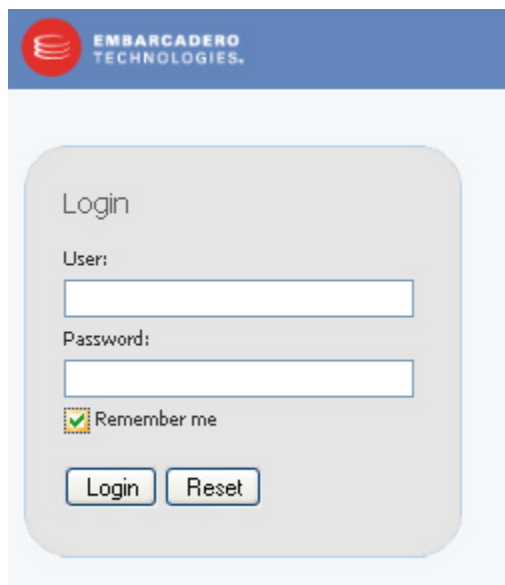 EMBARCADERO
TECHNOLOGIES.
Login
User:
Password:
Remember me
Login Reset